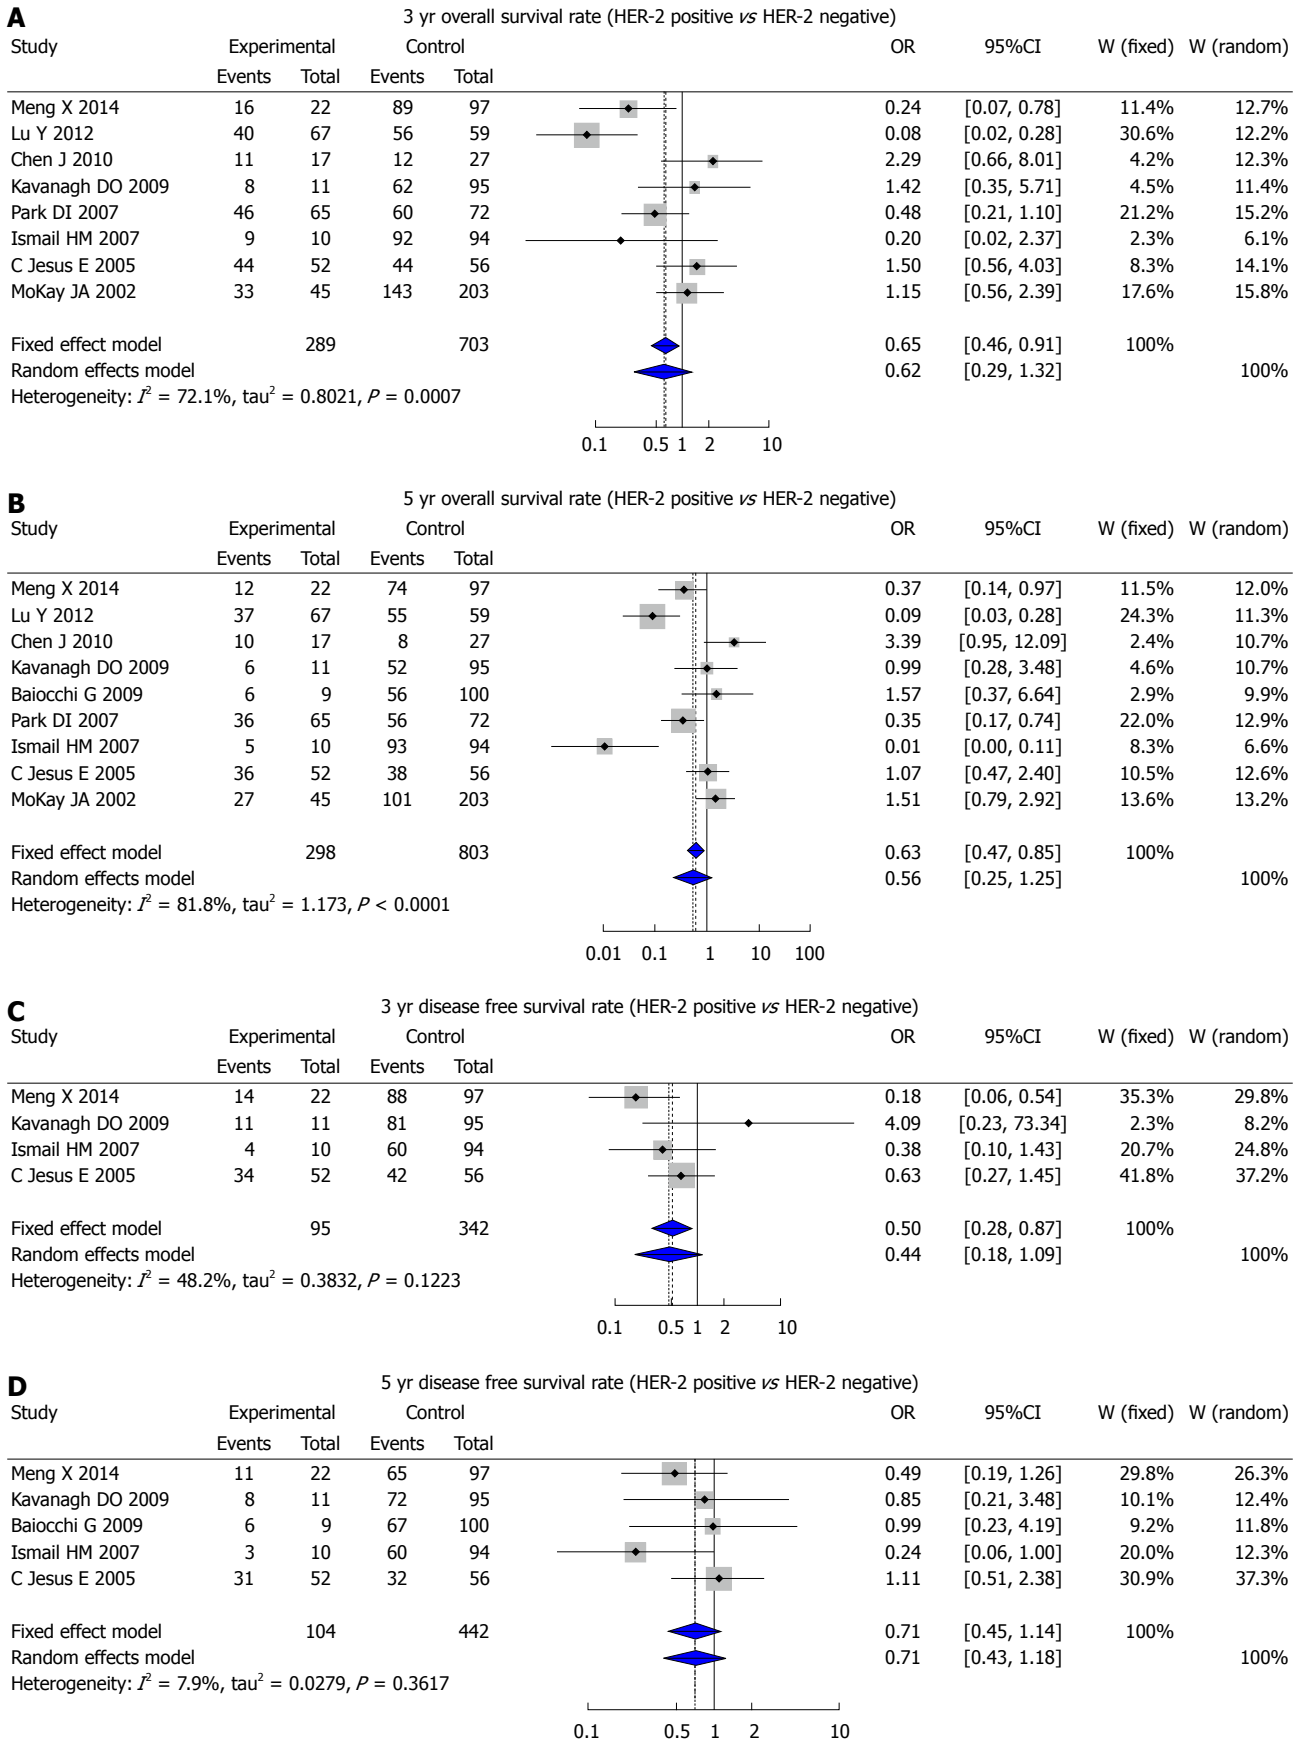 A
3 yr overall survival rate (HER-2 positive vs HER-2 negative)
Study Experimental Control OR 95%CI W (fixed) W (random)
Events Total Events Total
Meng X 2014 16 22 89 97 0.24 [0.07, 0.78] 11.4% 12.7%
Lu Y 2012 40 67 56 59 0.08 [0.02, 0.28] 30.6% 12.2%
Chen J 2010 11 17 12 27 2.29 [0.66, 8.01] 4.2% 12.3%
Kavanagh DO 2009 8 11 62 95 1.42 [0.35, 5.71] 4.5% 11.4%
Park DI 2007 46 65 60 72 0.48 [0.21, 1.10] 21.2% 15.2%
Ismail HM 2007 9 10 92 94 0.20 [0.02, 2.37] 2.3% 6.1%
C Jesus E 2005 44 52 44 56 1.50 [0.56, 4.03] 8.3% 14.1%
MoKay JA 2002 33 45 143 203 1.15 [0.56, 2.39] 17.6% 15.8%
Fixed effect model 289 703 0.65 [0.46, 0.91] 100%
Random effects model 0.62 [0.29, 1.32] 100%
Heterogeneity: I² = 72.1%, tau² = 0.8021, P = 0.0007
0.1 0.5 1 2 10
B
5 yr overall survival rate (HER-2 positive vs HER-2 negative)
Study Experimental Control OR 95%CI W (fixed) W (random)
Events Total Events Total
Meng X 2014 12 22 74 97 0.37 [0.14, 0.97] 11.5% 12.0%
Lu Y 2012 37 67 55 59 0.09 [0.03, 0.28] 24.3% 11.3%
Chen J 2010 10 17 8 27 3.39 [0.95, 12.09] 2.4% 10.7%
Kavanagh DO 2009 6 11 52 95 0.99 [0.28, 3.48] 4.6% 10.7%
Baiocchi G 2009 6 9 56 100 1.57 [0.37, 6.64] 2.9% 9.9%
Park DI 2007 36 65 56 72 0.35 [0.17, 0.74] 22.0% 12.9%
Ismail HM 2007 5 10 93 94 0.01 [0.00, 0.11] 8.3% 6.6%
C Jesus E 2005 36 52 38 56 1.07 [0.47, 2.40] 10.5% 12.6%
MoKay JA 2002 27 45 101 203 1.51 [0.79, 2.92] 13.6% 13.2%
Fixed effect model 298 803 0.63 [0.47, 0.85] 100%
Random effects model 0.56 [0.25, 1.25] 100%
Heterogeneity: I² = 81.8%, tau² = 1.173, P < 0.0001
0.01 0.1 1 10 100
C
3 yr disease free survival rate (HER-2 positive vs HER-2 negative)
Study Experimental Control OR 95%CI W (fixed) W (random)
Events Total Events Total
Meng X 2014 14 22 88 97 0.18 [0.06, 0.54] 35.3% 29.8%
Kavanagh DO 2009 11 11 81 95 4.09 [0.23, 73.34] 2.3% 8.2%
Ismail HM 2007 4 10 60 94 0.38 [0.10, 1.43] 20.7% 24.8%
C Jesus E 2005 34 52 42 56 0.63 [0.27, 1.45] 41.8% 37.2%
Fixed effect model 95 342 0.50 [0.28, 0.87] 100%
Random effects model 0.44 [0.18, 1.09] 100%
Heterogeneity: I² = 48.2%, tau² = 0.3832, P = 0.1223
0.1 0.5 1 2 10
D
5 yr disease free survival rate (HER-2 positive vs HER-2 negative)
Study Experimental Control OR 95%CI W (fixed) W (random)
Events Total Events Total
Meng X 2014 11 22 65 97 0.49 [0.19, 1.26] 29.8% 26.3%
Kavanagh DO 2009 8 11 72 95 0.85 [0.21, 3.48] 10.1% 12.4%
Baiocchi G 2009 6 9 67 100 0.99 [0.23, 4.19] 9.2% 11.8%
Ismail HM 2007 3 10 60 94 0.24 [0.06, 1.00] 20.0% 12.3%
C Jesus E 2005 31 52 32 56 1.11 [0.51, 2.38] 30.9% 37.3%
Fixed effect model 104 442 0.71 [0.45, 1.14] 100%
Random effects model 0.71 [0.43, 1.18] 100%
Heterogeneity: I² = 7.9%, tau² = 0.0279, P = 0.3617
0.1 0.5 1 2 10